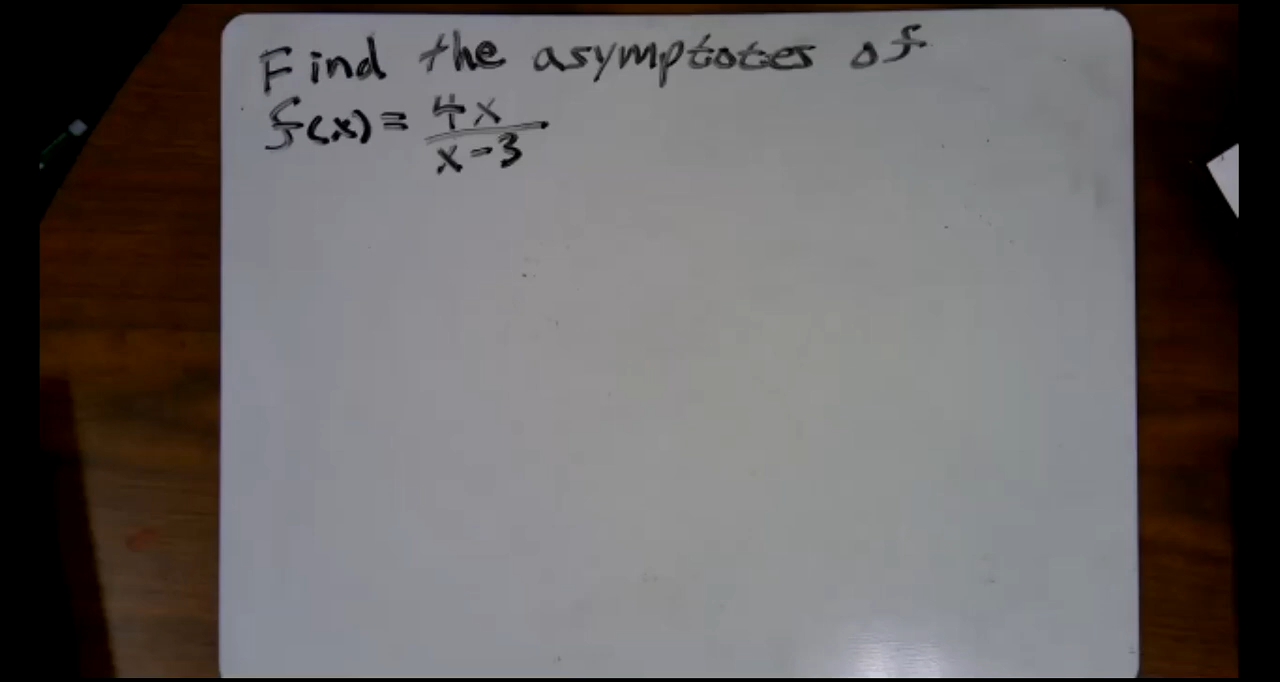 Find the asymptotes of
f(x) = 4x
x-3